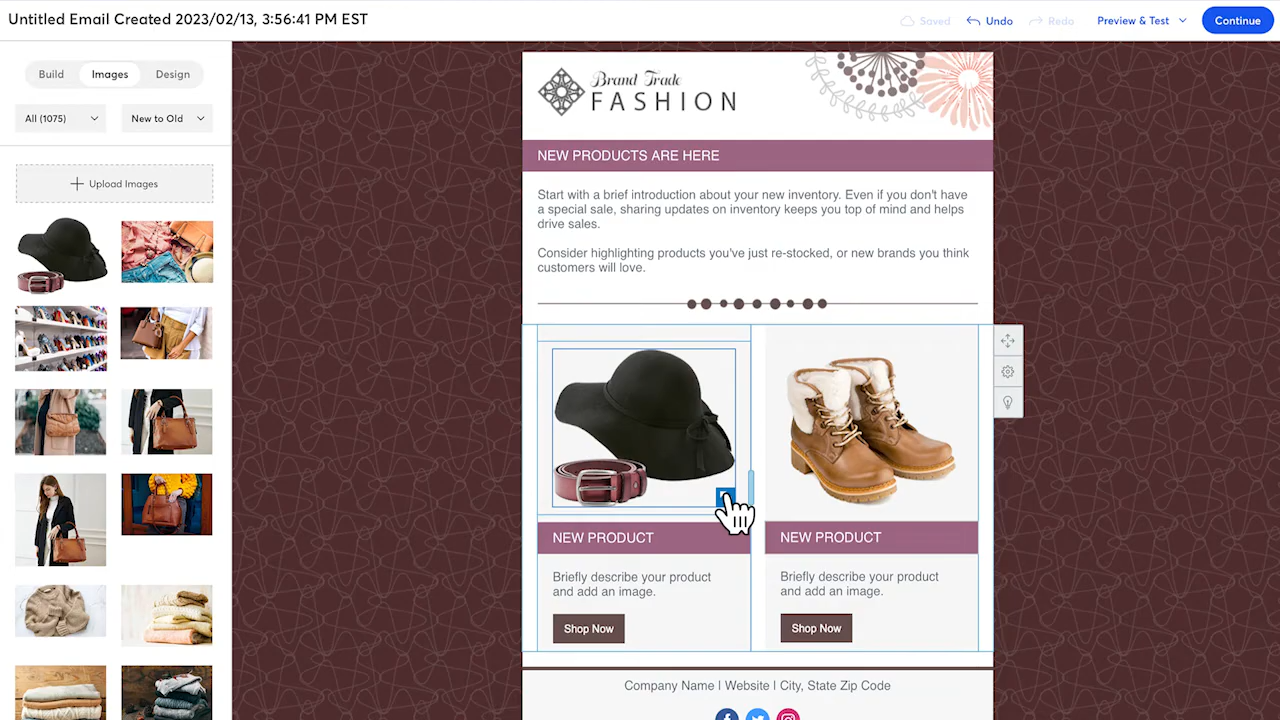 Untitled Email Created 2023/02/13, 3:56:41 PM EST
Saved
Undo
Redo
Preview & Test
Continue
Build
Images
Design
All (1075)
New to Old
Upload Images
Brand Trade
FASHION
NEW PRODUCTS ARE HERE
Start with a brief introduction about your new inventory. Even if you don't have
a special sale, sharing updates on inventory keeps you top of mind and helps
drive sales.
Consider highlighting products you've just re-stocked, or new brands you think
customers will love.
NEW PRODUCT
Briefly describe your product
and add an image.
Shop Now
NEW PRODUCT
Briefly describe your product
and add an image.
Shop Now
Company Name | Website | City, State Zip Code